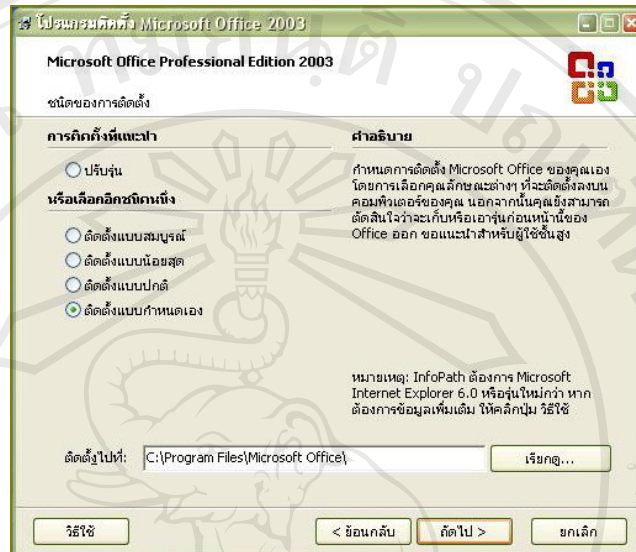 โปรแกรมติดตั้ง Microsoft Office 2003
Microsoft Office Professional Edition 2003
ชนิดของการติดตั้ง
การติดตั้งที่แนะนำ
ปรับรุ่น
หรือเลือกอีกชนิดหนึ่ง
ติดตั้งแบบสมบูรณ์
ติดตั้งแบบน้อยสุด
ติดตั้งแบบปกติ
ติดตั้งแบบกำหนดเอง
คำอธิบาย
กำหนดการติดตั้ง Microsoft Office ของคุณเอง
โดยการเลือกคุณลักษณะต่างๆ ที่จะติดตั้งลงบน
คอมพิวเตอร์ของคุณ นอกจากนั้นคุณยังสามารถ
ตัดสินใจว่าจะเก็บหรือเอารุ่นก่อนหน้านี้ของ
Office ออก ขอแนะนำสำหรับผู้ใช้ชั้นสูง
หมายเหตุ: InfoPath ต้องการ Microsoft
Internet Explorer 6.0 หรือรุ่นใหม่กว่า หาก
ต้องการข้อมูลเพิ่มเติม ให้คลิกปุ่ม วิธีใช้
ติดตั้งไปที่: C:\Program Files\Microsoft Office\ เรียกดู...
วิธีใช้ < ย้อนกลับ ถัดไป > ยกเลิก